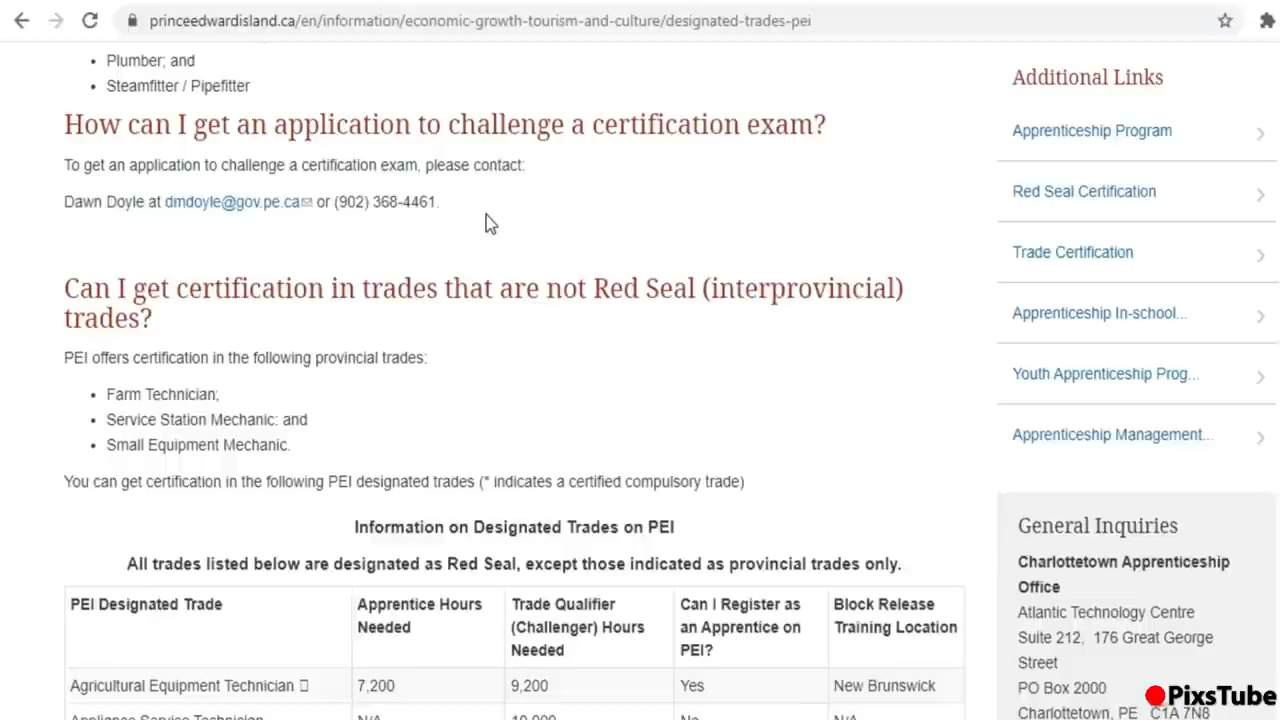 princeedwardisland.ca/en/information/economic-growth-tourism-and-culture/designated-trades-pei
Plumber; and
Steamfitter / Pipefitter
How can I get an application to challenge a certification exam?
To get an application to challenge a certification exam, please contact:
Dawn Doyle at dmdoyle@gov.pe.ca or (902) 368-4461.
Can I get certification in trades that are not Red Seal (interprovincial)
trades?
PEI offers certification in the following provincial trades:
Farm Technician;
Service Station Mechanic: and
Small Equipment Mechanic.
You can get certification in the following PEI designated trades (* indicates a certified compulsory trade)
Information on Designated Trades on PEI
All trades listed below are designated as Red Seal, except those indicated as provincial trades only.
PEI Designated Trade
Apprentice Hours
Needed
Trade Qualifier
(Challenger) Hours
Needed
Can I Register as
an Apprentice on
PEI?
Block Release
Training Location
Agricultural Equipment Technician
7,200
9,200
Yes
New Brunswick
Appliance Service Technician
N/A
10,000
No
N/A
Additional Links
Apprenticeship Program
Red Seal Certification
Trade Certification
Apprenticeship In-school...
Youth Apprenticeship Prog...
Apprenticeship Management...
General Inquiries
Charlottetown Apprenticeship
Office
Atlantic Technology Centre
Suite 212, 176 Great George
Street
PO Box 2000
Charlottetown, PE C1A 7N8
PixsTube